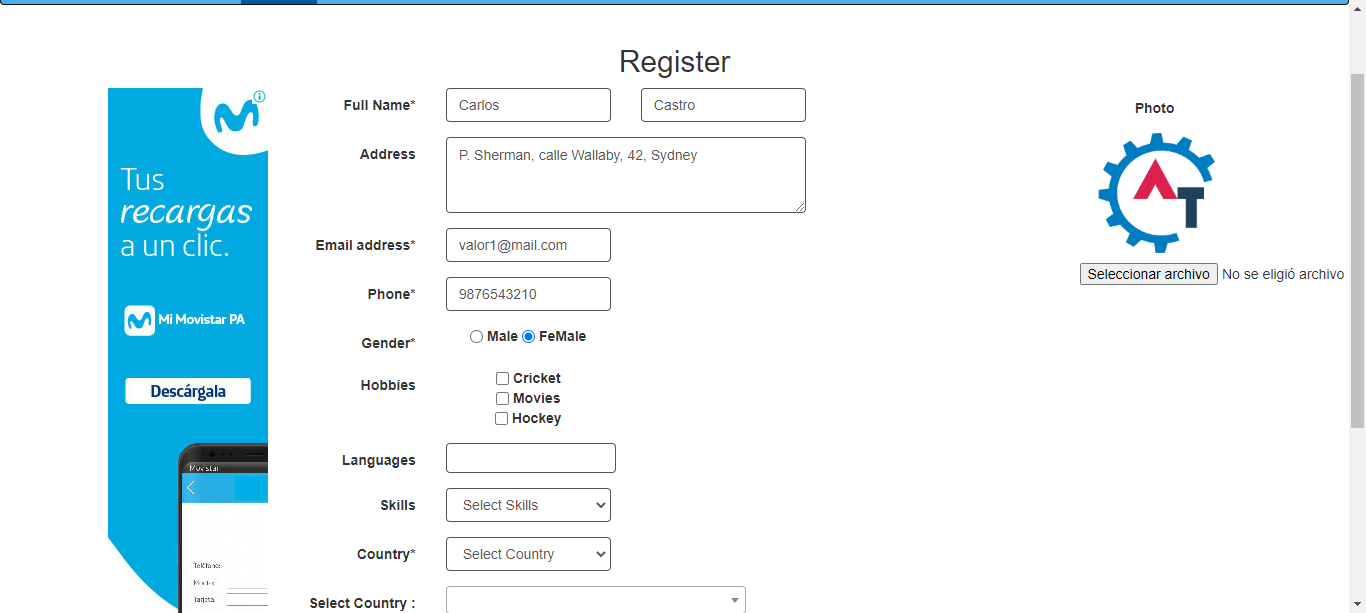 Register
Full Name* Carlos Castro
Photo
Address P. Sherman, calle Wallaby, 42, Sydney
Tus
recargas
a un clic.
AT
Email address* valor1@mail.com
Seleccionar archivo No se eligió archivo
Phone* 9876543210
Mi Movistar PA
Gender* Male FeMale
Hobbies Cricket
Movies
Hockey
Descárgala
Languages
Movistar
Skills Select Skills
Country* Select Country
Teléfono:
Monto:
Tarjeta:
Select Country :